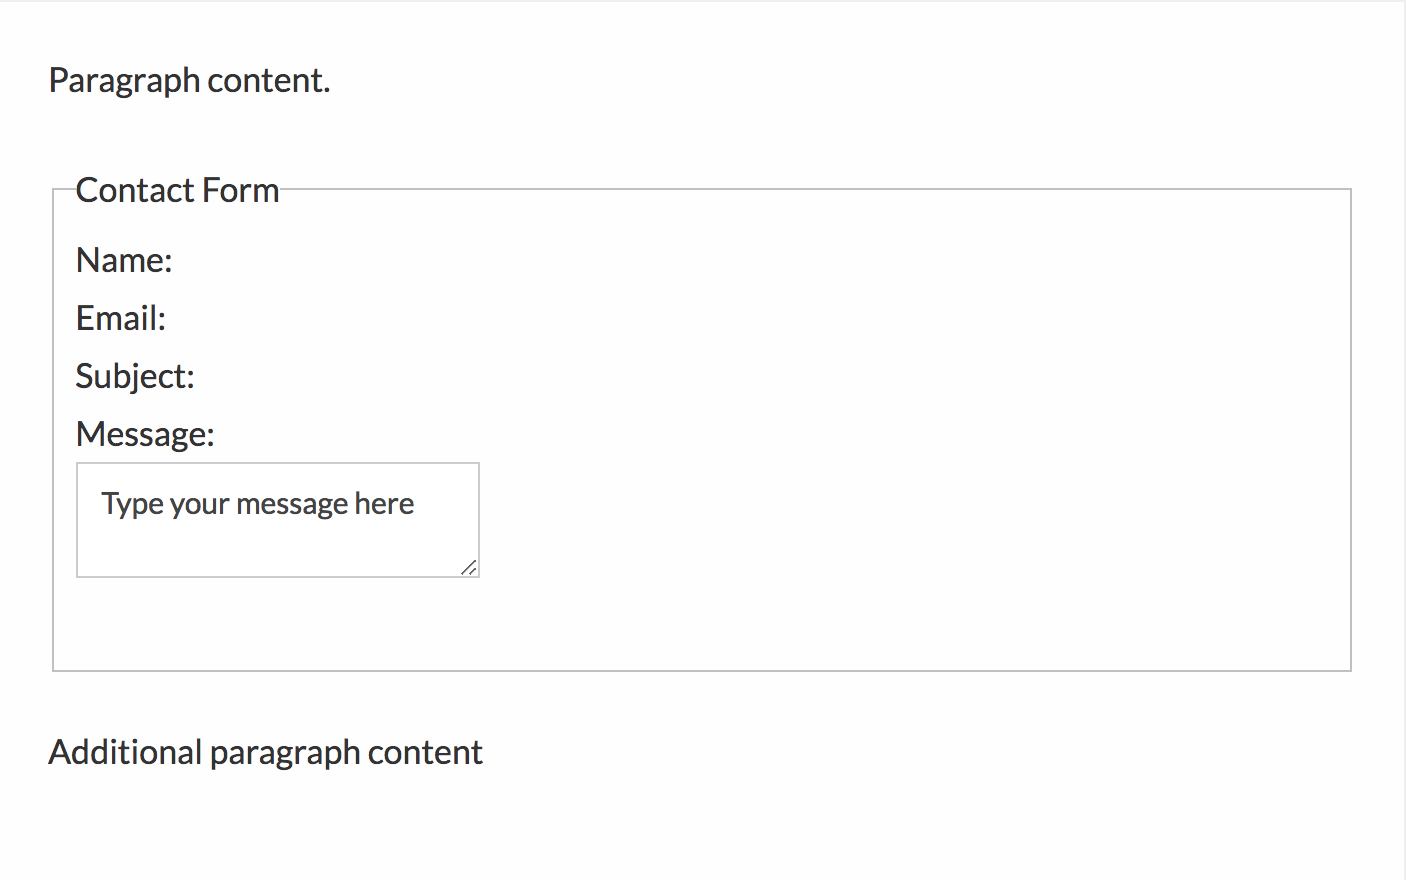 Paragraph content.
Contact Form
Name:
Email:
Subject:
Message:
Type your message here
Additional paragraph content